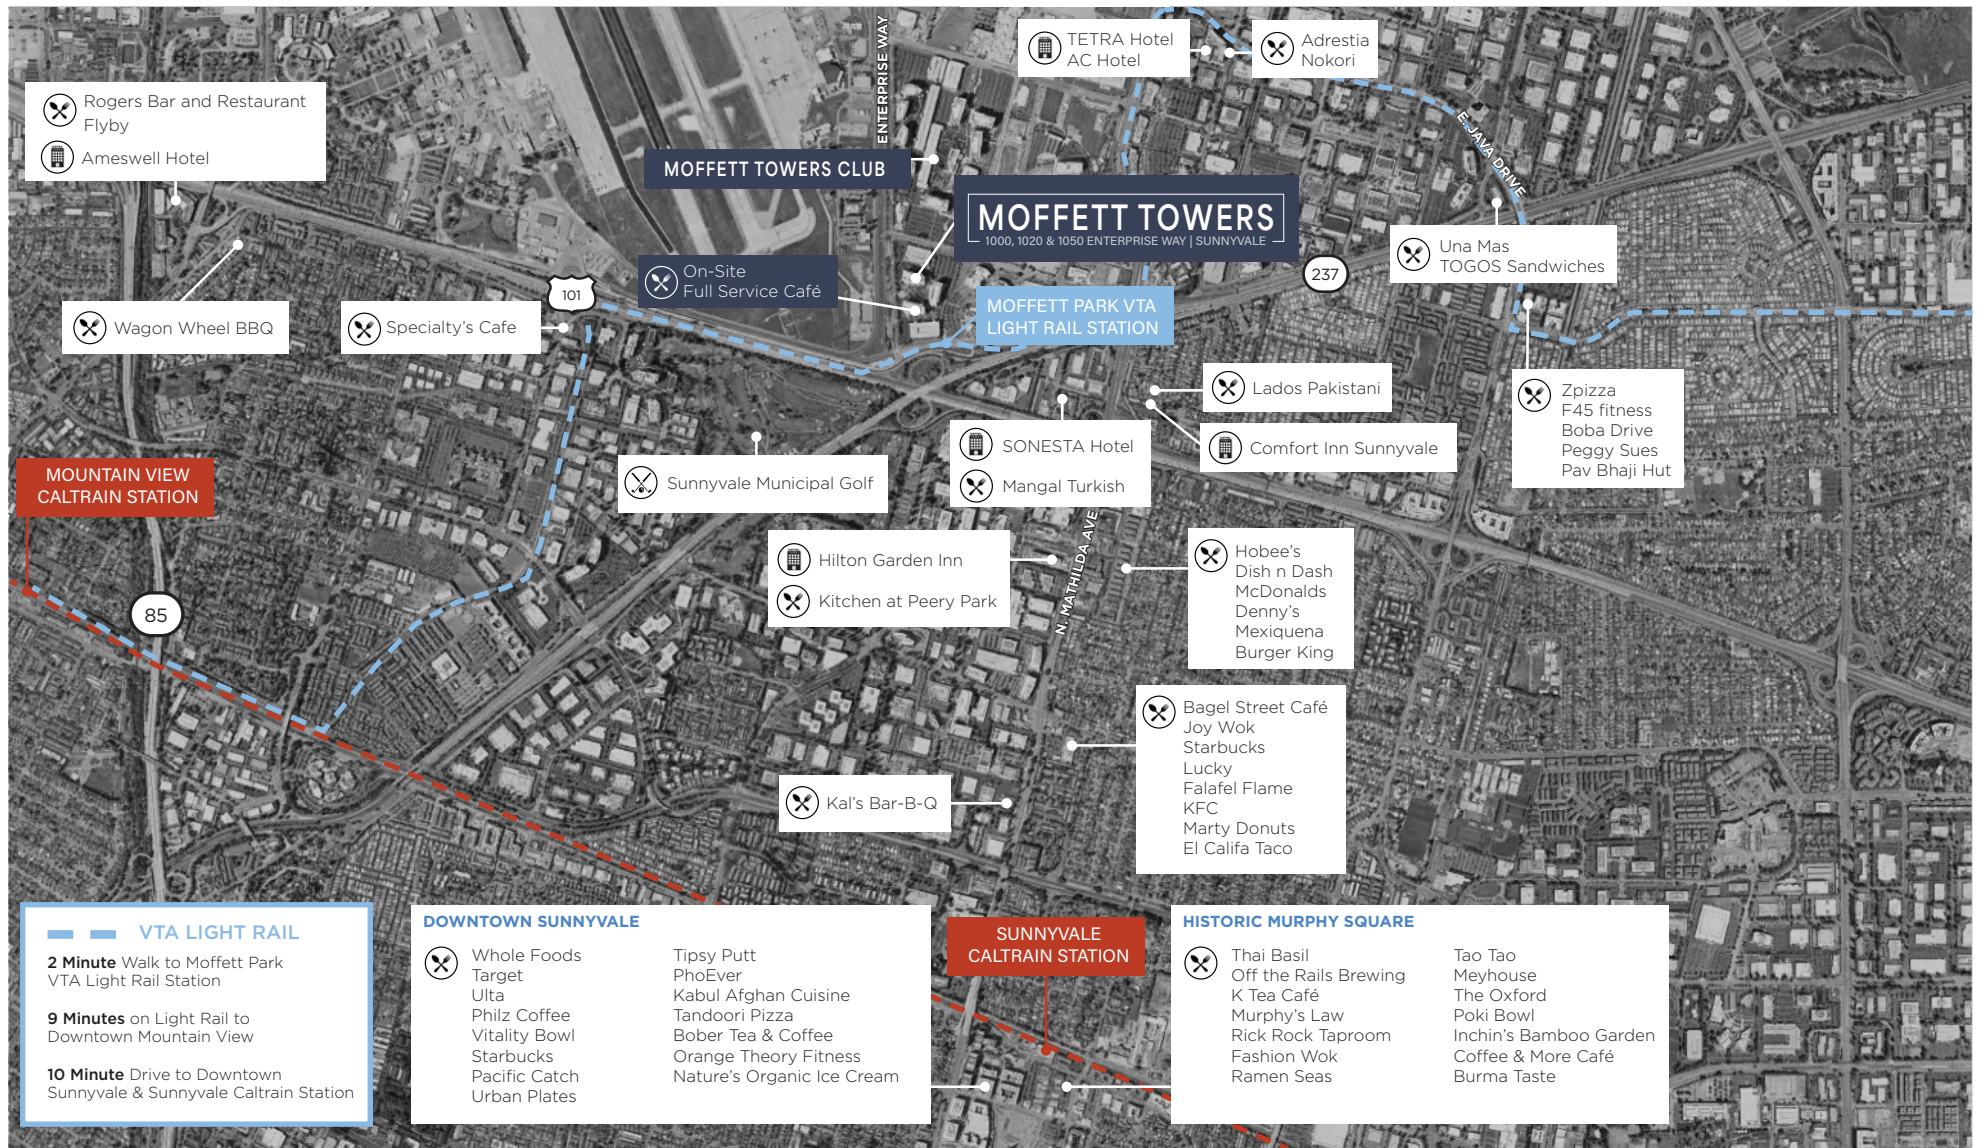 ENTERPRISE WAY
TETRA Hotel
AC Hotel
Adrestia
Nokori
Rogers Bar and Restaurant
Flyby
Ameswell Hotel
E. JAVA DRIVE
MOFFETT TOWERS CLUB
MOFFETT TOWERS
1000, 1020 & 1050 ENTERPRISE WAY | SUNNYVALE
Una Mas
TOGOS Sandwiches
237
On-Site
Full Service Café
101
MOFFETT PARK VTA
LIGHT RAIL STATION
Wagon Wheel BBQ
Specialty's Cafe
Lados Pakistani
Zpizza
F45 fitness
Boba Drive
Peggy Sues
Pav Bhaji Hut
SONESTA Hotel
Mangal Turkish
Comfort Inn Sunnyvale
MOUNTAIN VIEW
CALTRAIN STATION
Sunnyvale Municipal Golf
N. MATHILDA AVE
Hilton Garden Inn
Kitchen at Peery Park
Hobee's
Dish n Dash
McDonalds
Denny's
Mexiquena
Burger King
85
Bagel Street Café
Joy Wok
Starbucks
Lucky
Falafel Flame
KFC
Marty Donuts
El Califa Taco
Kal's Bar-B-Q
VTA LIGHT RAIL
2 Minute Walk to Moffett Park
VTA Light Rail Station
9 Minutes on Light Rail to
Downtown Mountain View
10 Minute Drive to Downtown
Sunnyvale & Sunnyvale Caltrain Station
DOWNTOWN SUNNYVALE
Whole Foods
Target
Ulta
Philz Coffee
Vitality Bowl
Starbucks
Pacific Catch
Urban Plates
Tipsy Putt
PhoEver
Kabul Afghan Cuisine
Tandoori Pizza
Bober Tea & Coffee
Orange Theory Fitness
Nature's Organic Ice Cream
SUNNYVALE
CALTRAIN STATION
HISTORIC MURPHY SQUARE
Thai Basil
Off the Rails Brewing
K Tea Café
Murphy's Law
Rick Rock Taproom
Fashion Wok
Ramen Seas
Tao Tao
Meyhouse
The Oxford
Poki Bowl
Inchin's Bamboo Garden
Coffee & More Café
Burma Taste